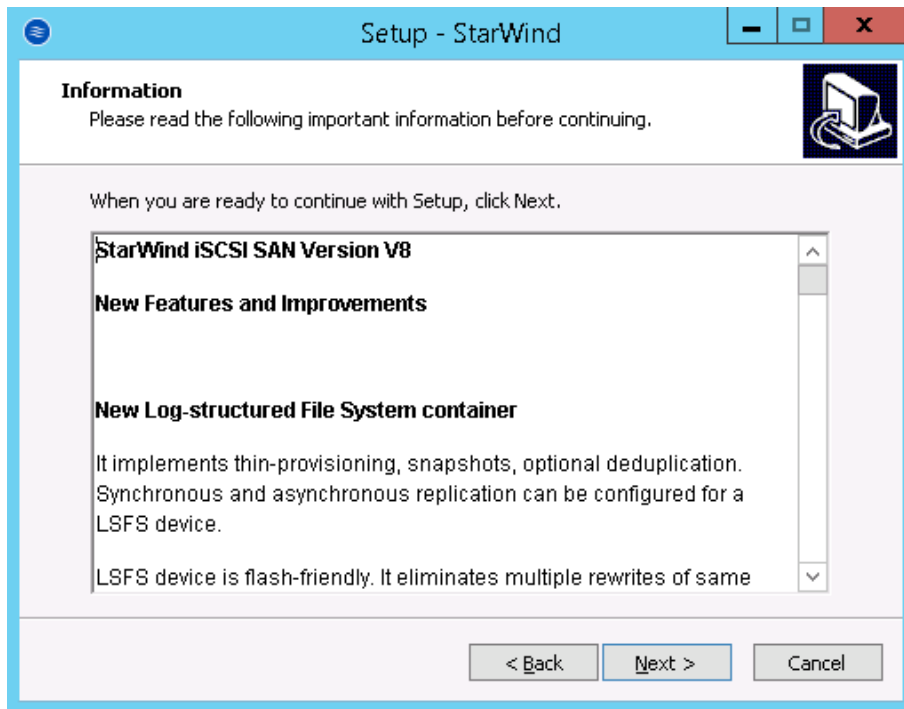 Setup - StarWind
Information
Please read the following important information before continuing.
When you are ready to continue with Setup, click Next.
StarWind iSCSI SAN Version V8
New Features and Improvements
New Log-structured File System container
It implements thin-provisioning, snapshots, optional deduplication.
Synchronous and asynchronous replication can be configured for a
LSFS device.
LSFS device is flash-friendly. It eliminates multiple rewrites of same
< Back
Next >
Cancel